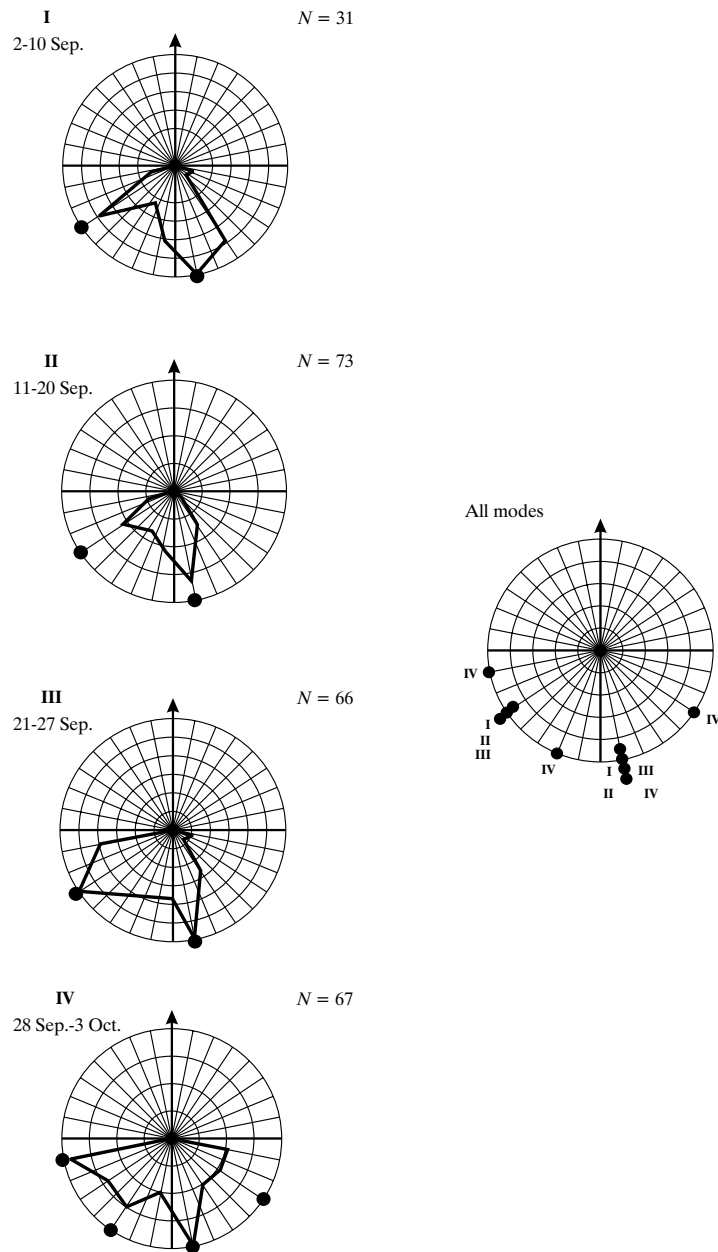 I
N = 31
2-10 Sep.
II
N = 73
11-20 Sep.
All modes
III
N = 66
21-27 Sep.
IV
IV
I
II
III
IV
I
III
II
IV
IV
N = 67
28 Sep.-3 Oct.